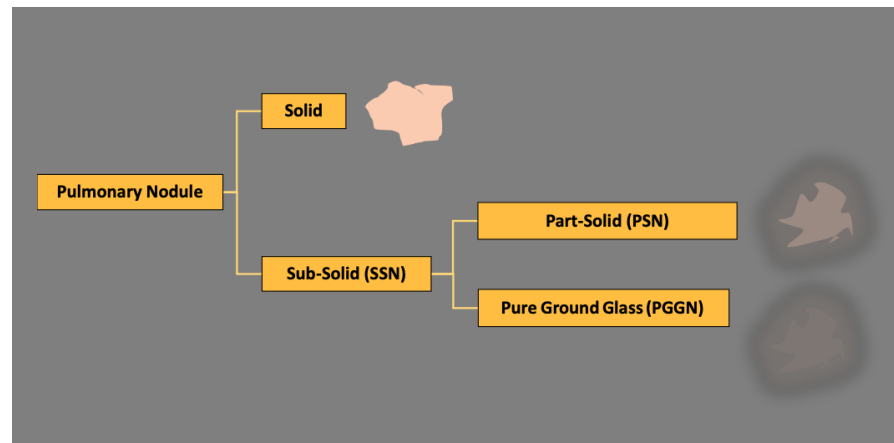 Solid
Pulmonary Nodule
Part-Solid (PSN)
Sub-Solid (SSN)
Pure Ground Glass (PGGN)